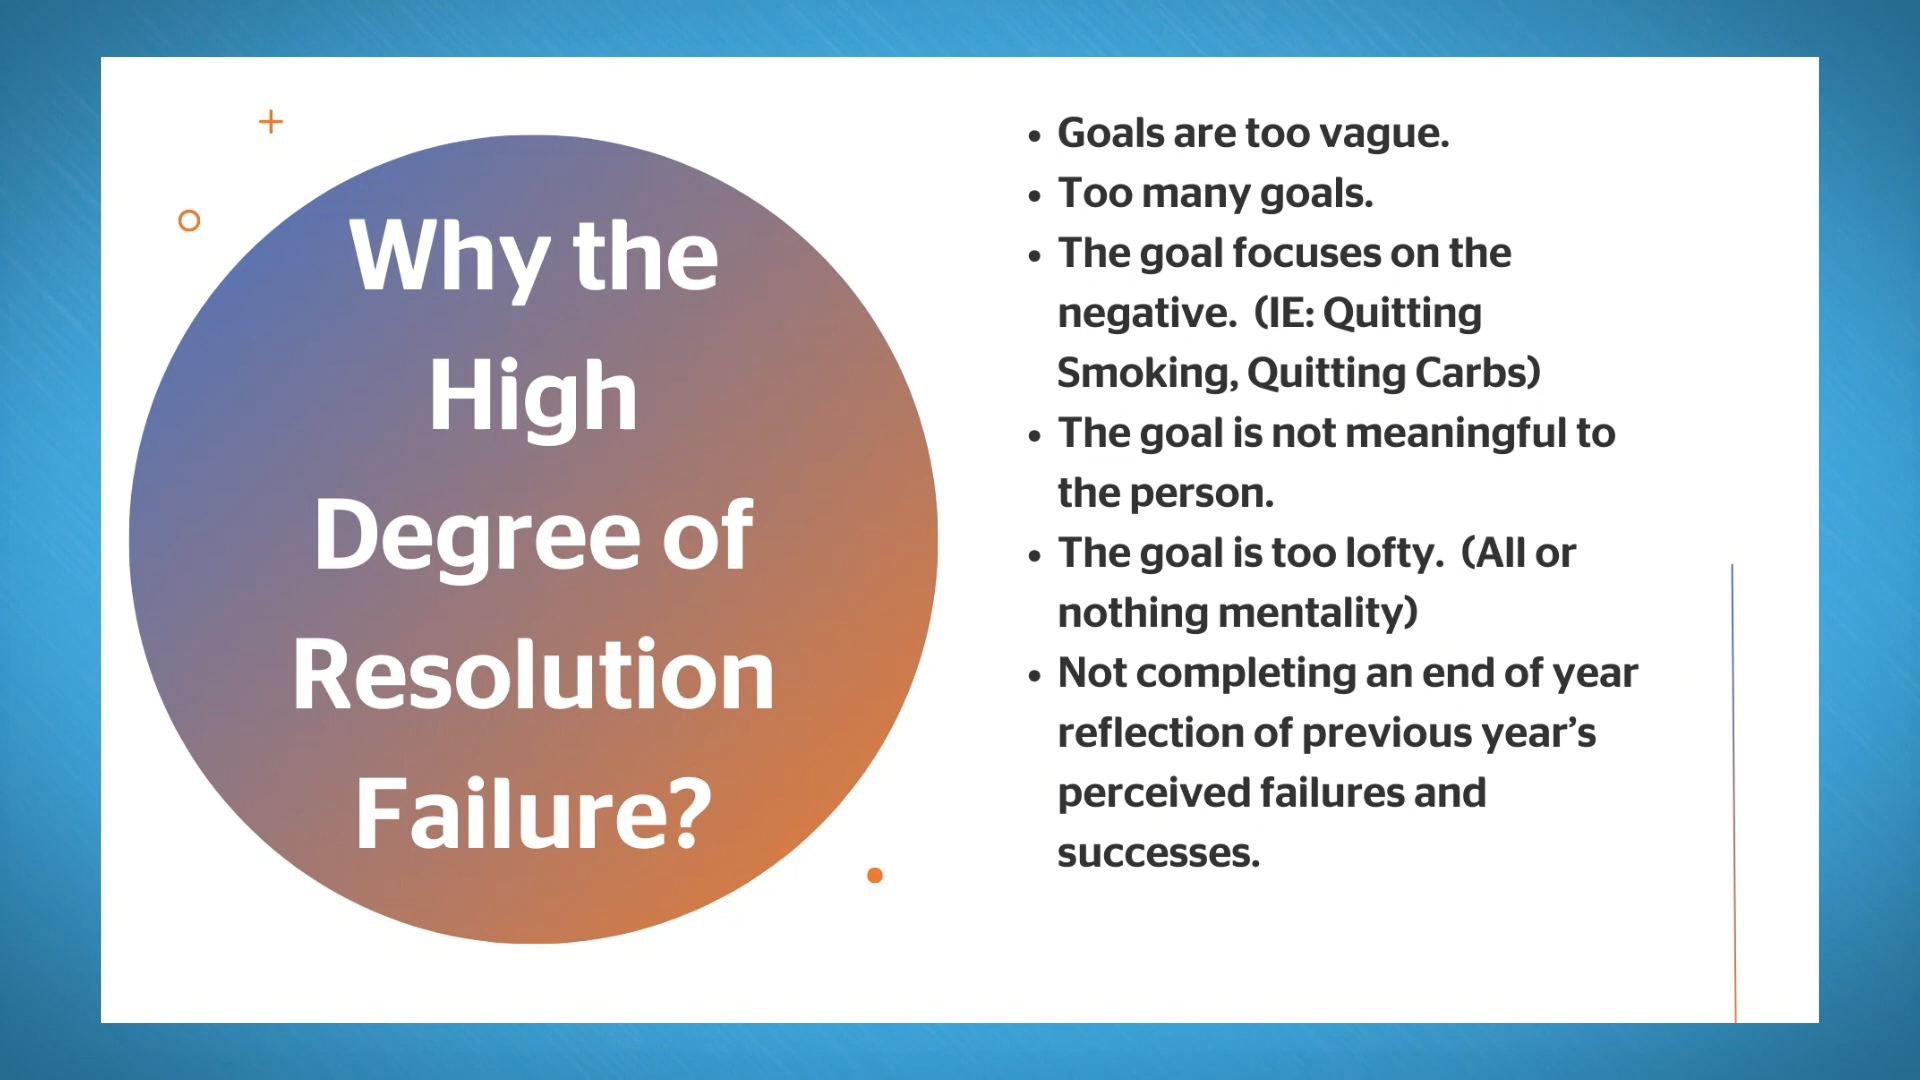 Why the
High
Degree of
Resolution
Failure?
• Goals are too vague.
• Too many goals.
• The goal focuses on the
negative.  (IE: Quitting
Smoking, Quitting Carbs)
• The goal is not meaningful to
the person.
• The goal is too lofty.  (All or
nothing mentality)
• Not completing an end of year
reflection of previous year’s
perceived failures and
successes.